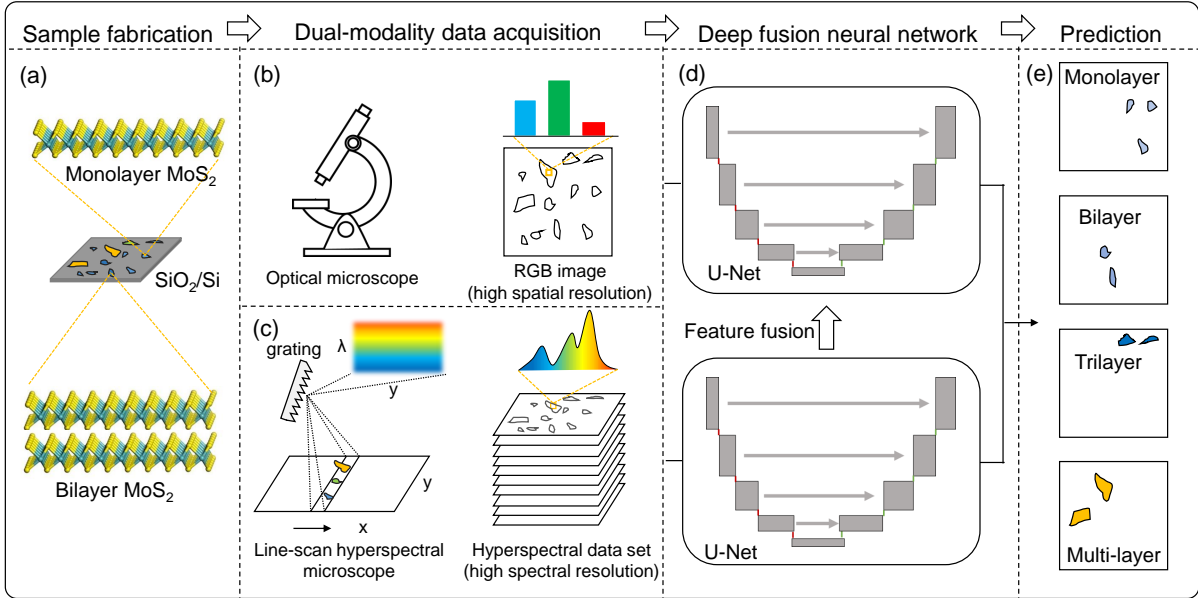 Sample fabrication
Dual-modality data acquisition
Deep fusion neural network
Prediction
(a)
Monolayer MoS₂
SiO₂/Si
Bilayer MoS₂
(b)
Optical microscope
RGB image
(high spatial resolution)
(c)
grating
λ
y
y
x
Line-scan hyperspectral
microscope
Hyperspectral data set
(high spectral resolution)
(d)
U-Net
Feature fusion
U-Net
(e)
Monolayer
Bilayer
Trilayer
Multi-layer